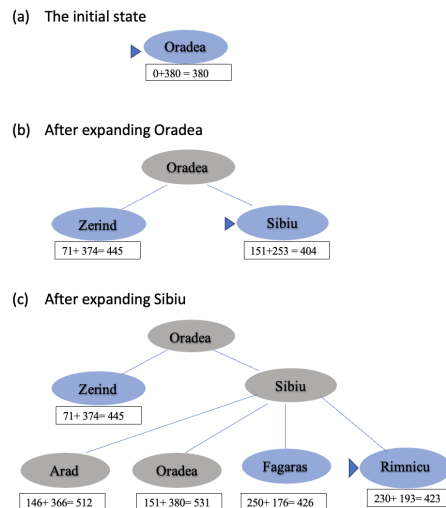 (a) The initial state
Oradea
0+380 = 380
(b) After expanding Oradea
Oradea
Zerind
Sibiu
71+ 374= 445
151+253 = 404
(c) After expanding Sibiu
Oradea
Zerind
Sibiu
71+ 374= 445
Arad
Oradea
Fagaras
Rimnicu
146+ 366= 512
151+ 380= 531
250+ 176= 426
230+ 193= 423